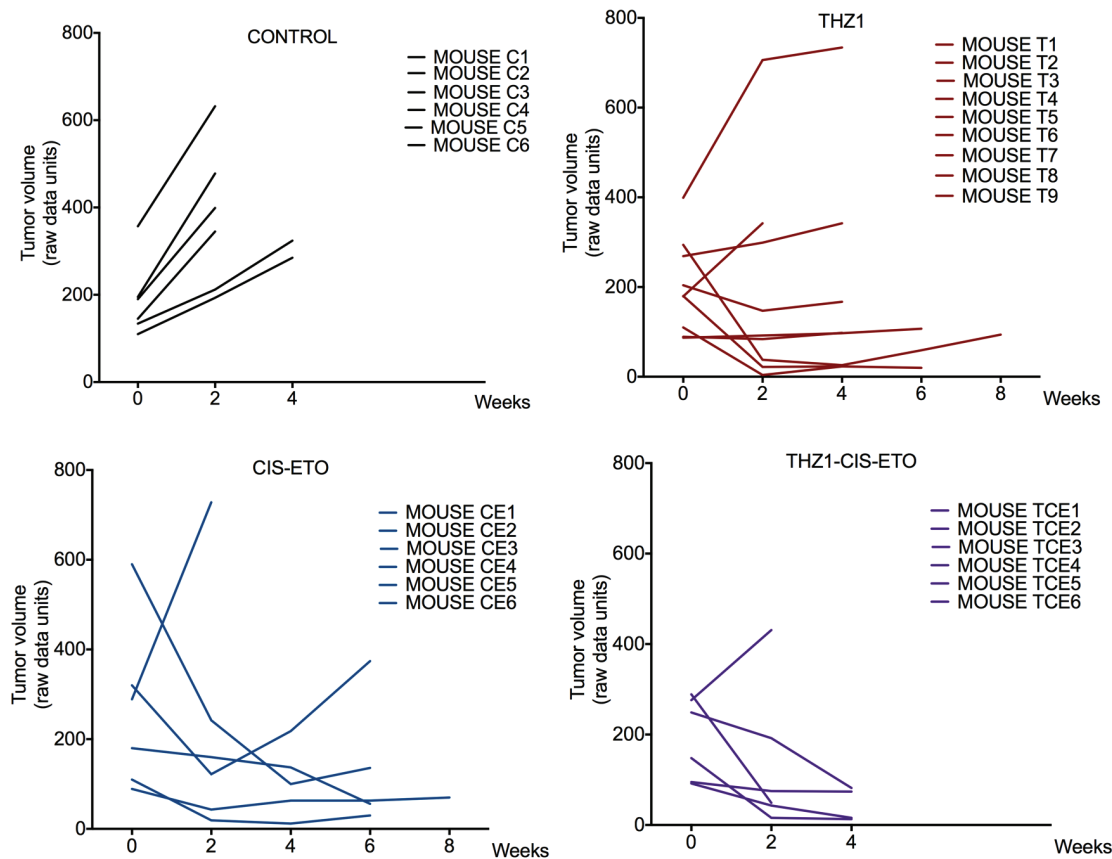 CONTROL
800
600
400
200
0
0 2 4
Weeks
Tumor volume
(raw data units)
MOUSE C1
MOUSE C2
MOUSE C3
MOUSE C4
MOUSE C5
MOUSE C6
THZ1
800
600
400
200
0
0 2 4 6 8
Weeks
Tumor volume
(raw data units)
MOUSE T1
MOUSE T2
MOUSE T3
MOUSE T4
MOUSE T5
MOUSE T6
MOUSE T7
MOUSE T8
MOUSE T9
CIS-ETO
800
600
400
200
0
0 2 4 6 8
Weeks
Tumor volume
(raw data units)
MOUSE CE1
MOUSE CE2
MOUSE CE3
MOUSE CE4
MOUSE CE5
MOUSE CE6
THZ1-CIS-ETO
800
600
400
200
0
0 2 4
Weeks
Tumor volume
(raw data units)
MOUSE TCE1
MOUSE TCE2
MOUSE TCE3
MOUSE TCE4
MOUSE TCE5
MOUSE TCE6